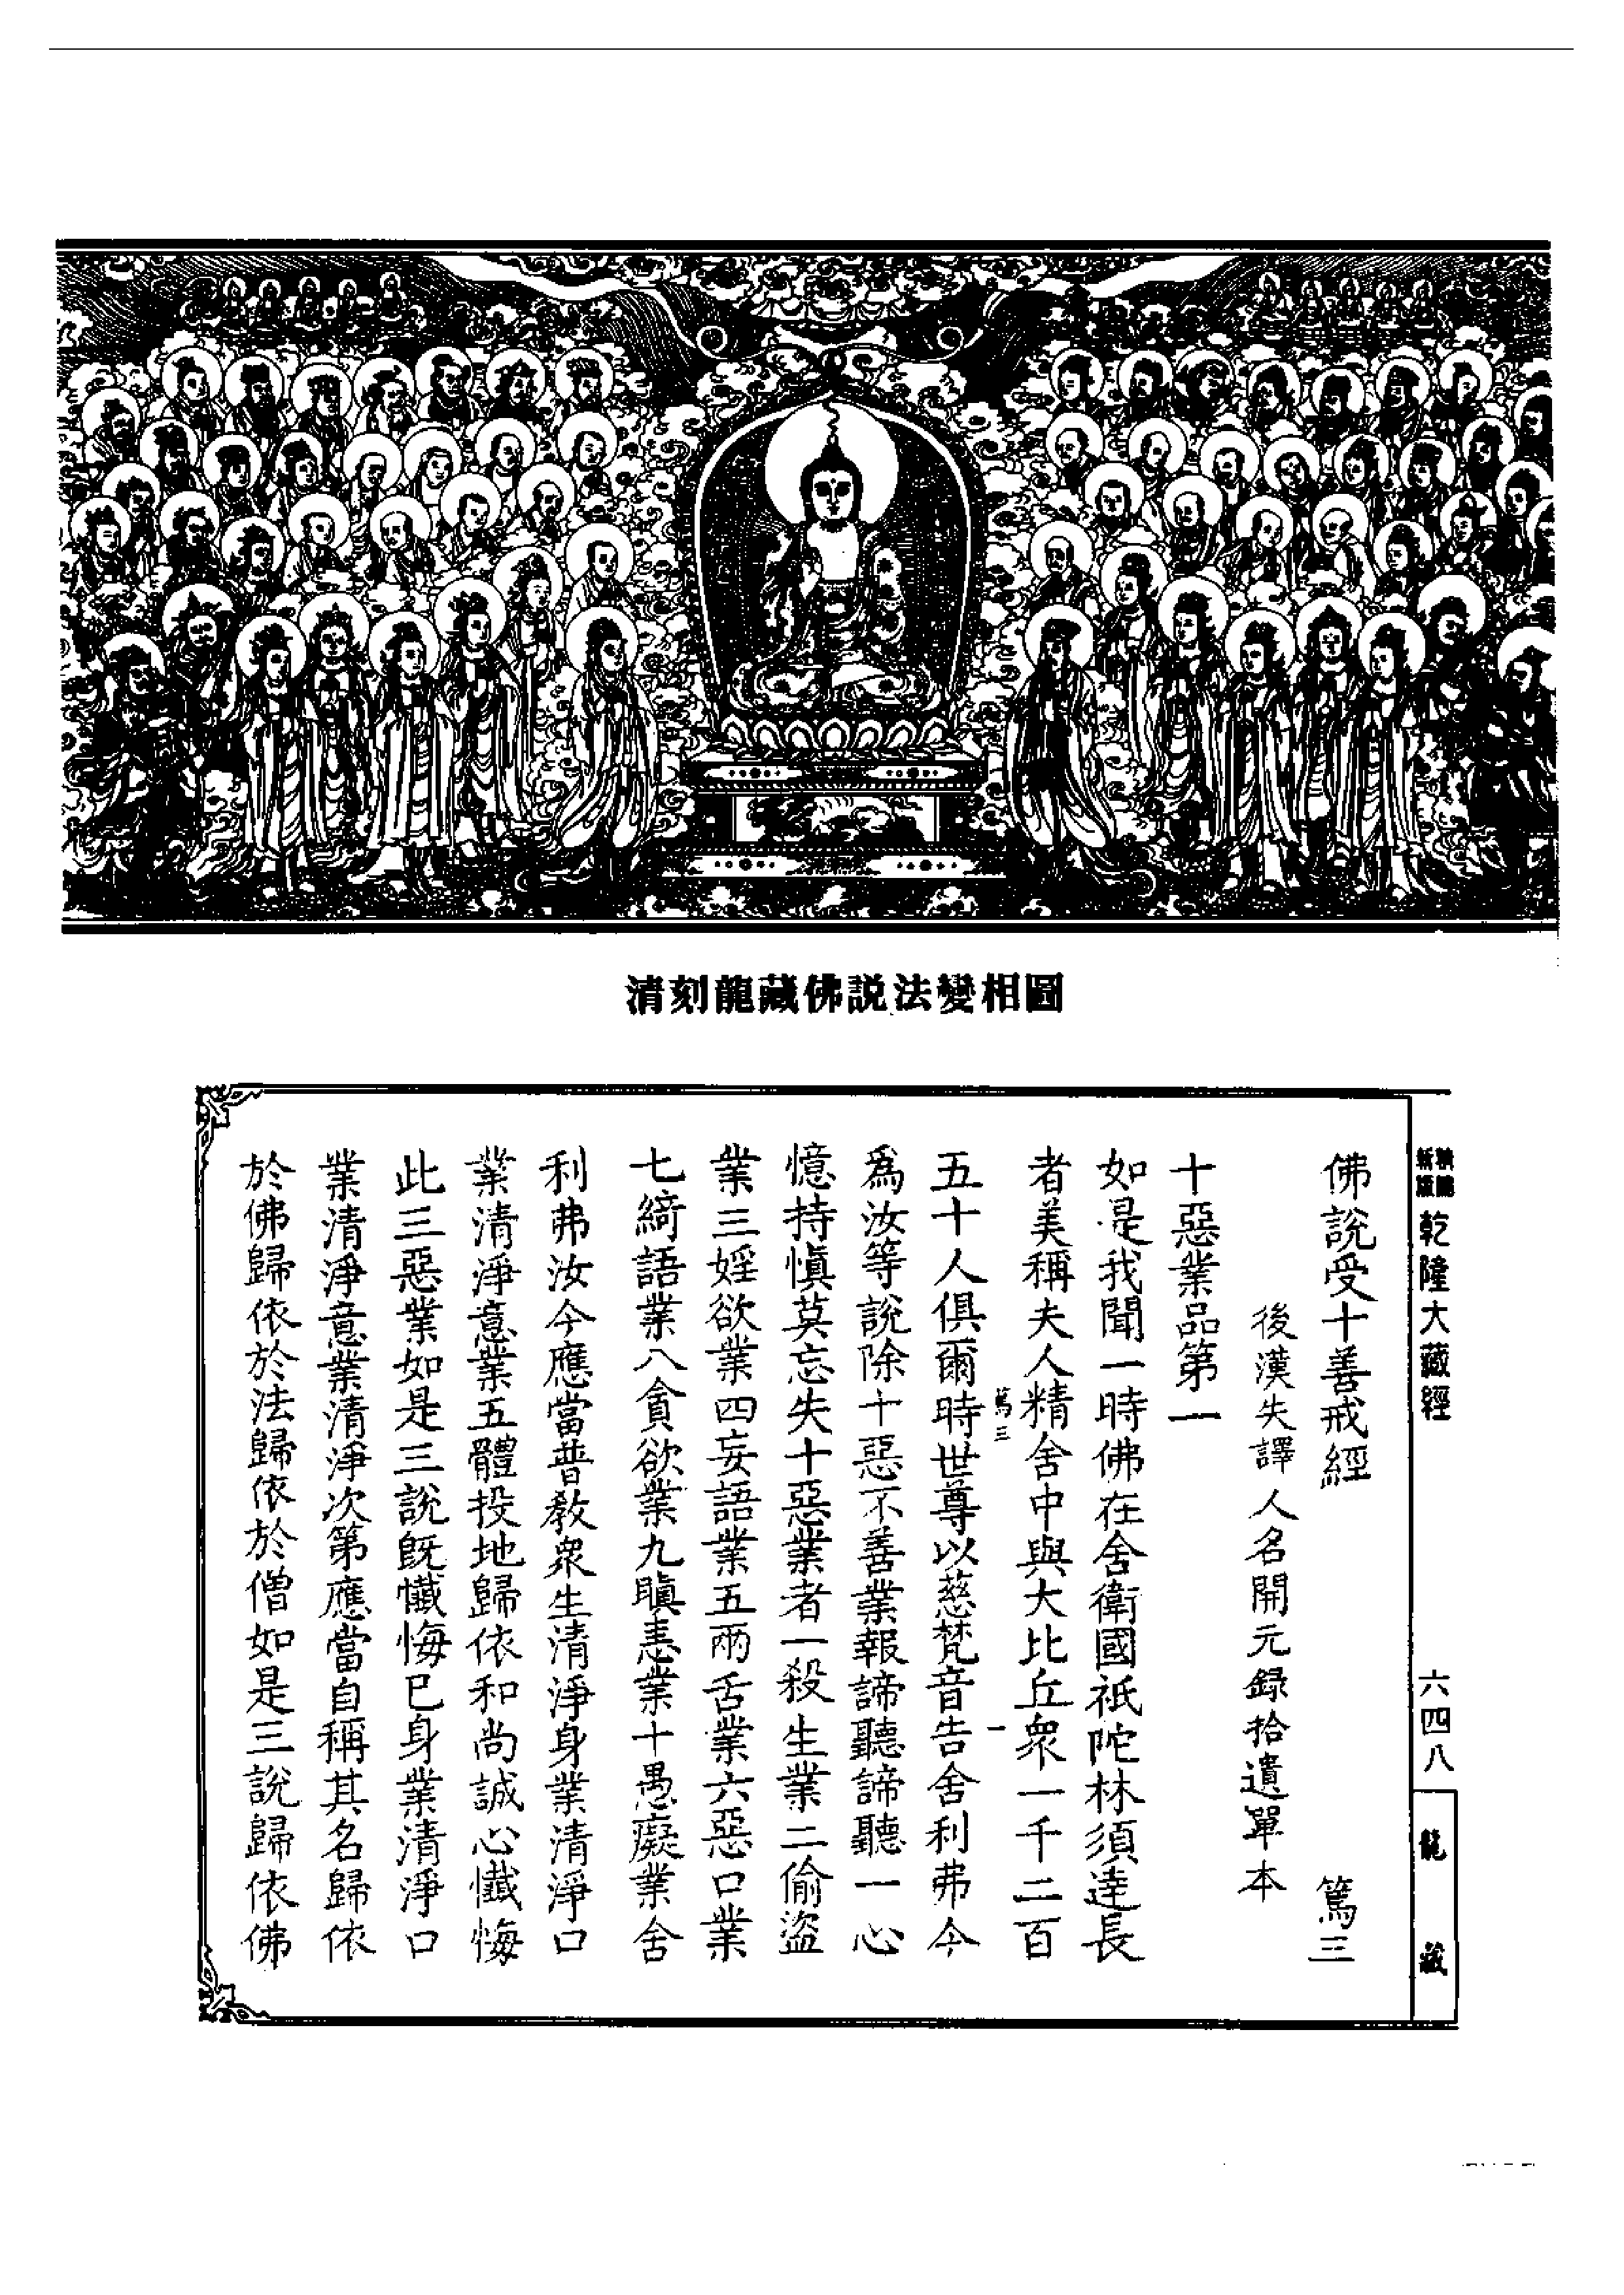 清刻龍藏佛説法變相圖
新版
乾隆大藏經
六四八
龍藏
佛說受十善戒經 篤三
後漢失譯人名開元録拾遺單本
十惡業品第一
如是我聞一時佛在舍衛國祇陀林須達長
者美稱夫人精舍中與大比丘眾一千二百
篤三 一
五十人俱爾時世尊以慈梵音告舍利弗今
爲汝等說除十惡不善業報諦聽諦聽一心
憶持慎莫忘失十惡業者一殺生業二偷盜
業三婬欲業四妄語業五兩舌業六惡口業
七綺語業八貪欲業九瞋恚業十愚癡業舍
利弗汝今應當普教眾生清淨身業清淨口
業清淨意業五體投地歸依和尚誠心懺悔
此三惡業如是三說旣懺悔已身業清淨口
業清淨意業清淨次第應當自稱其名歸依
於佛歸依於法歸依於僧如是三說歸依佛